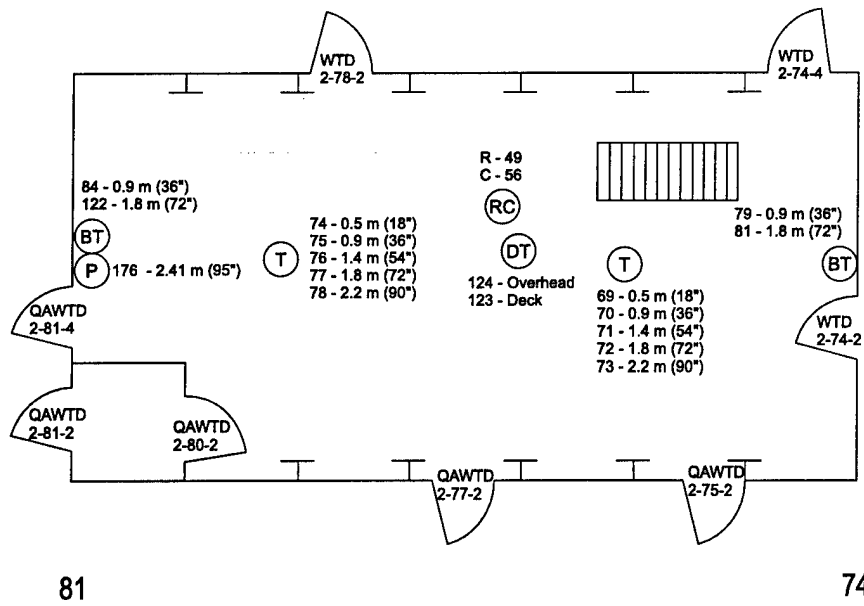 WTD
2-78-2
WTD
2-74-4
R - 49
C - 56
RC
84 - 0.9 m (36")
122 - 1.8 m (72")
BT
P
176 - 2.41 m (95")
T
74 - 0.5 m (18")
75 - 0.9 m (36")
76 - 1.4 m (54")
77 - 1.8 m (72")
78 - 2.2 m (90")
DT
124 - Overhead
123 - Deck
T
69 - 0.5 m (18")
70 - 0.9 m (36")
71 - 1.4 m (54")
72 - 1.8 m (72")
73 - 2.2 m (90")
79 - 0.9 m (36")
81 - 1.8 m (72")
BT
QAWTD
2-81-4
WTD
2-74-2
QAWTD
2-81-2
QAWTD
2-80-2
QAWTD
2-77-2
QAWTD
2-75-2
81
74